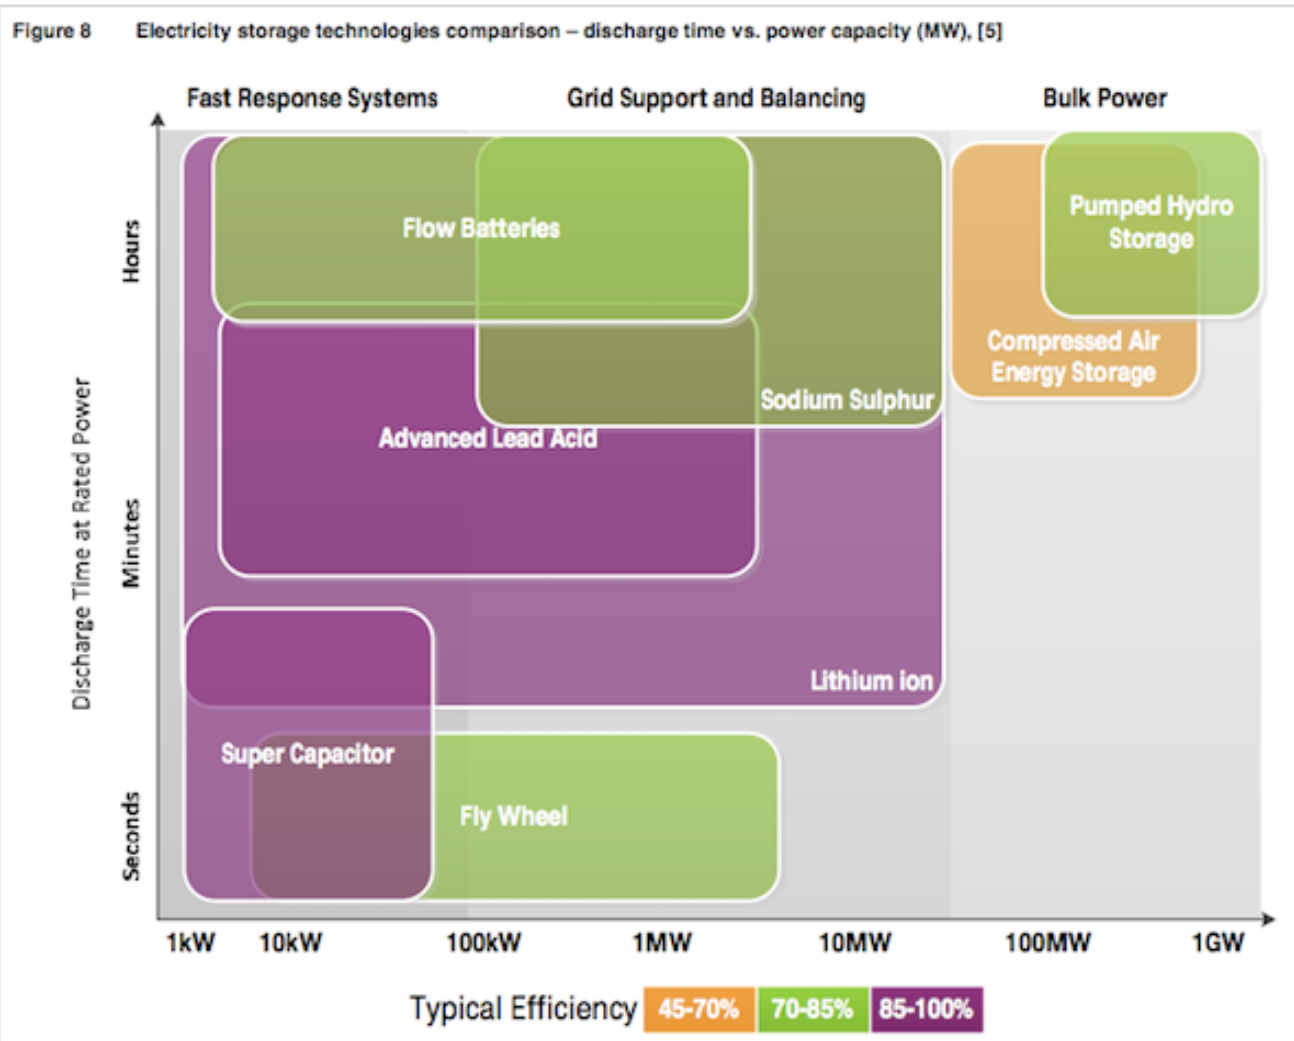 Figure 8 Electricity storage technologies comparison – discharge time vs. power capacity (MW), [5]
Fast Response Systems Grid Support and Balancing Bulk Power
Discharge Time at Rated Power
Hours
Minutes
Seconds
Flow Batteries
Pumped Hydro
Storage
Compressed Air
Energy Storage
Sodium Sulphur
Advanced Lead Acid
Lithium ion
Super Capacitor
Fly Wheel
1kW 10kW 100kW 1MW 10MW 100MW 1GW
Typical Efficiency 45-70% 70-85% 85-100%